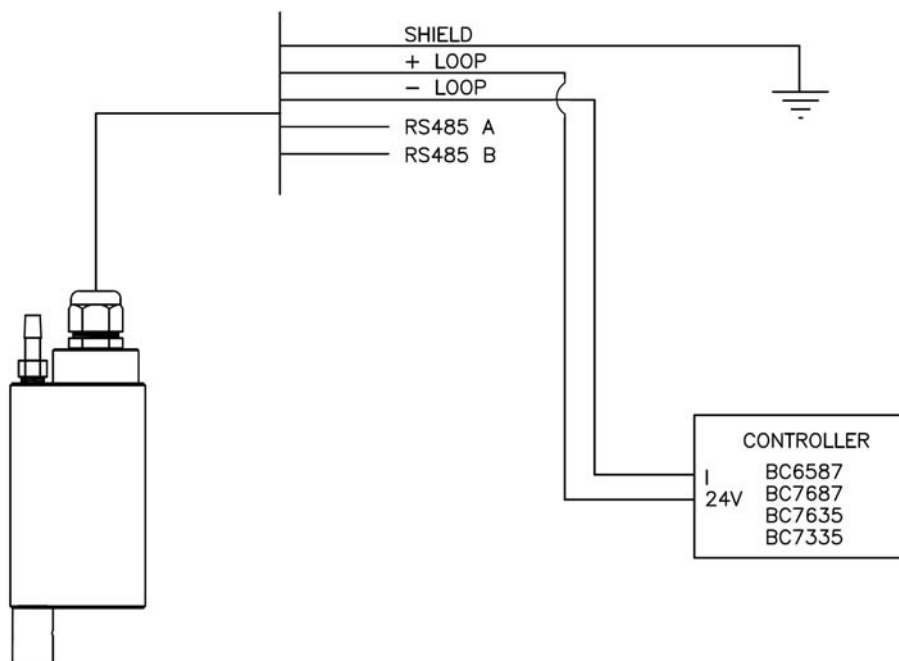 SHIELD
+ LOOP
- LOOP
RS485 A
RS485 B
CONTROLLER
I
24V
BC6587
BC7687
BC7635
BC7335